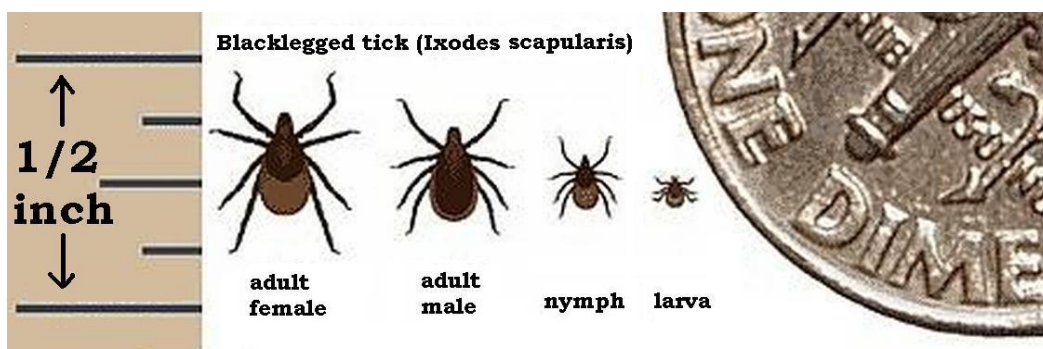 Blacklegged tick (Ixodes scapularis)
1/2
inch
adult
female
adult
male
nymph
larva
ONE DIME